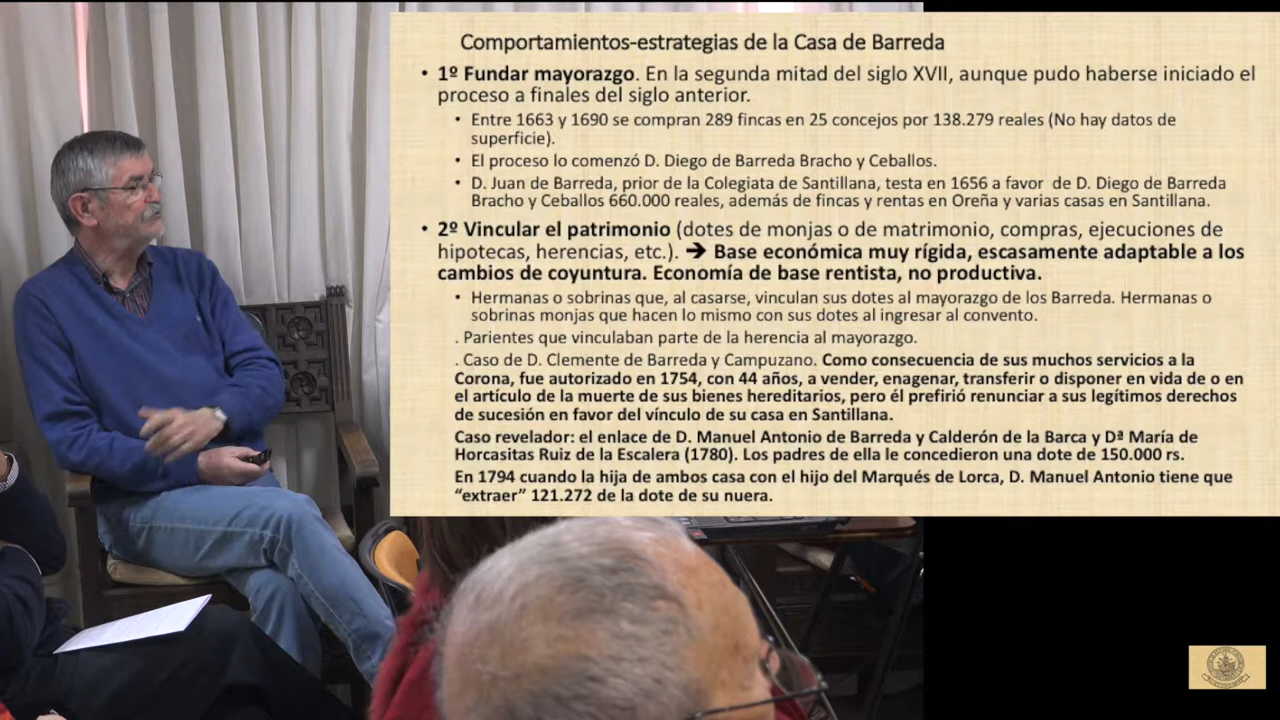 Comportamientos-estrategias de la Casa de Barreda
• 1º Fundar mayorazgo. En la segunda mitad del siglo XVII, aunque pudo haberse iniciado el
proceso a finales del siglo anterior.
• Entre 1663 y 1690 se compran 289 fincas en 25 concejos por 138.279 reales (No hay datos de
superficie).
• El proceso lo comenzó D. Diego de Barreda Bracho y Ceballos.
• D. Juan de Barreda, prior de la Colegiata de Santillana, testa en 1656 a favor de D. Diego de Barreda
Bracho y Ceballos 660.000 reales, además de fincas y rentas en Oreña y varias casas en Santillana.
• 2º Vincular el patrimonio (dotes de monjas o de matrimonio, compras, ejecuciones de
hipotecas, herencias, etc.). ➔ Base económica muy rígida, escasamente adaptable a los
cambios de coyuntura. Economía de base rentista, no productiva.
• Hermanas o sobrinas que, al casarse, vinculan sus dotes al mayorazgo de los Barreda. Hermanas o
sobrinas monjas que hacen lo mismo con sus dotes al ingresar al convento.
. Parientes que vinculaban parte de la herencia al mayorazgo.
. Caso de D. Clemente de Barreda y Campuzano. Como consecuencia de sus muchos servicios a la
Corona, fue autorizado en 1754, con 44 años, a vender, enagenar, transferir o disponer en vida de o en
el artículo de la muerte de sus bienes hereditarios, pero él prefirió renunciar a sus legítimos derechos
de sucesión en favor del vínculo de su casa en Santillana.
Caso revelador: el enlace de D. Manuel Antonio de Barreda y Calderón de la Barca y Dª María de
Horcasitas Ruiz de la Escalera (1780). Los padres de ella le concedieron una dote de 150.000 rs.
En 1794 cuando la hija de ambos casa con el hijo del Marqués de Lorca, D. Manuel Antonio tiene que
“extraer” 121.272 de la dote de su nuera.